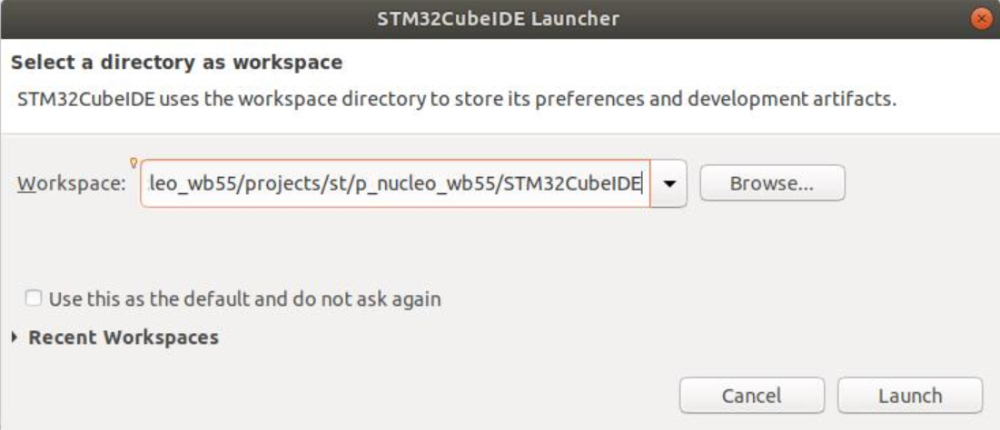 STM32CubeIDE Launcher
Select a directory as workspace
STM32CubeIDE uses the workspace directory to store its preferences and development artifacts.
Workspace: leo_wb55/projects/st/p_nucleo_wb55/STM32CubeIDE Browse...
Use this as the default and do not ask again
Recent Workspaces
Cancel Launch